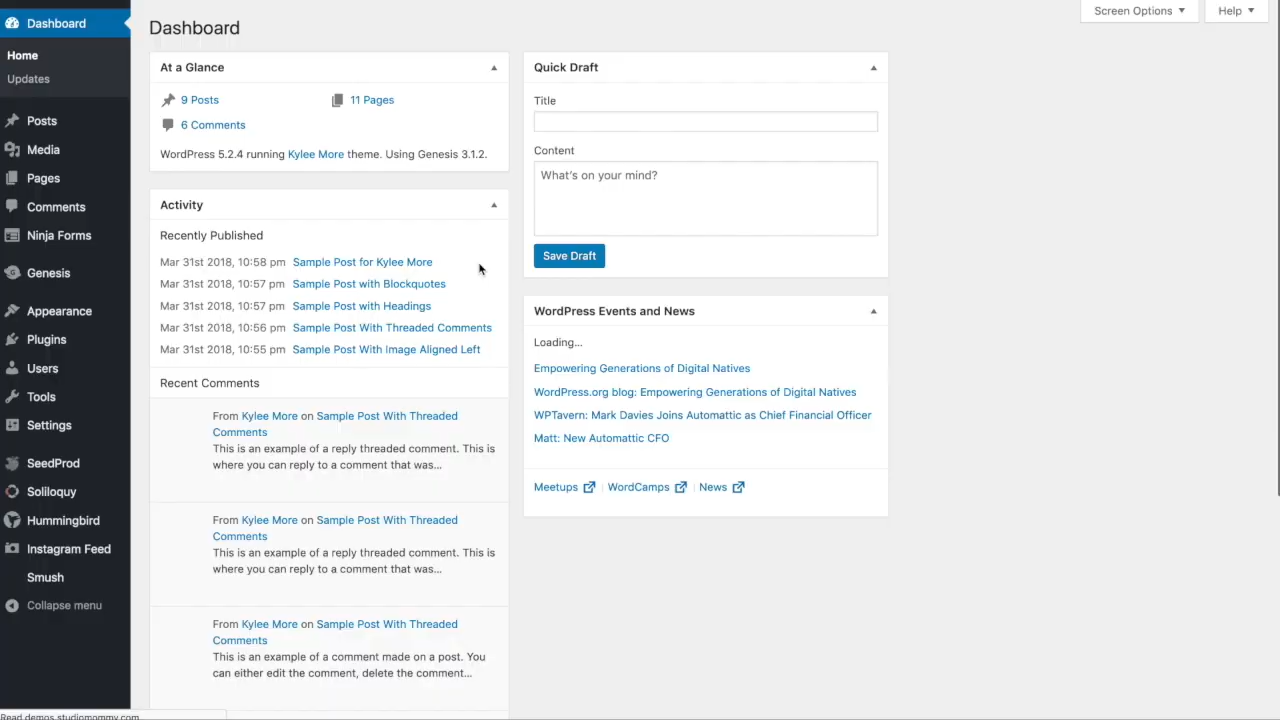 Dashboard
Home
Updates
Posts
Media
Pages
Comments
Ninja Forms
Genesis
Appearance
Plugins
Users
Tools
Settings
SeedProd
Soliloquy
Hummingbird
Instagram Feed
Smush
Collapse menu
Read demos.studiomommy.com
Screen Options Help
Dashboard
At a Glance
9 Posts 11 Pages
6 Comments
WordPress 5.2.4 running Kylee More theme. Using Genesis 3.1.2.
Activity
Recently Published
Mar 31st 2018, 10:58 pm Sample Post for Kylee More
Mar 31st 2018, 10:57 pm Sample Post with Blockquotes
Mar 31st 2018, 10:57 pm Sample Post with Headings
Mar 31st 2018, 10:56 pm Sample Post With Threaded Comments
Mar 31st 2018, 10:55 pm Sample Post With Image Aligned Left
Recent Comments
From Kylee More on Sample Post With Threaded
Comments
This is an example of a reply threaded comment. This is
where you can reply to a comment that was...
From Kylee More on Sample Post With Threaded
Comments
This is an example of a reply threaded comment. This is
where you can reply to a comment that was...
From Kylee More on Sample Post With Threaded
Comments
This is an example of a comment made on a post. You
can either edit the comment, delete the comment...
Quick Draft
Title
Content
What's on your mind?
Save Draft
WordPress Events and News
Loading...
Empowering Generations of Digital Natives
WordPress.org blog: Empowering Generations of Digital Natives
WPTavern: Mark Davies Joins Automattic as Chief Financial Officer
Matt: New Automattic CFO
Meetups | WordCamps | News